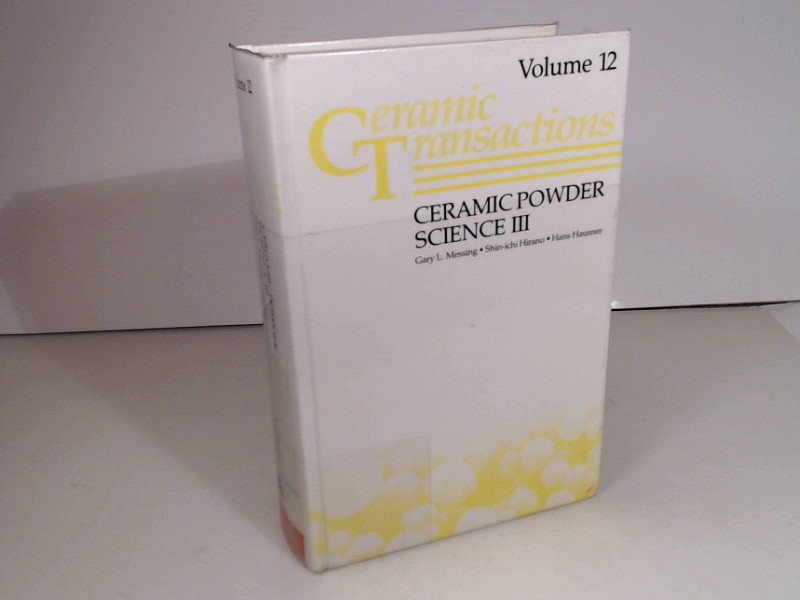 Volume 12
Ceramic
Transactions
CERAMIC POWDER
SCIENCE III
Gary L. Messing • Shin-ichi Hirano • Hans Hausner